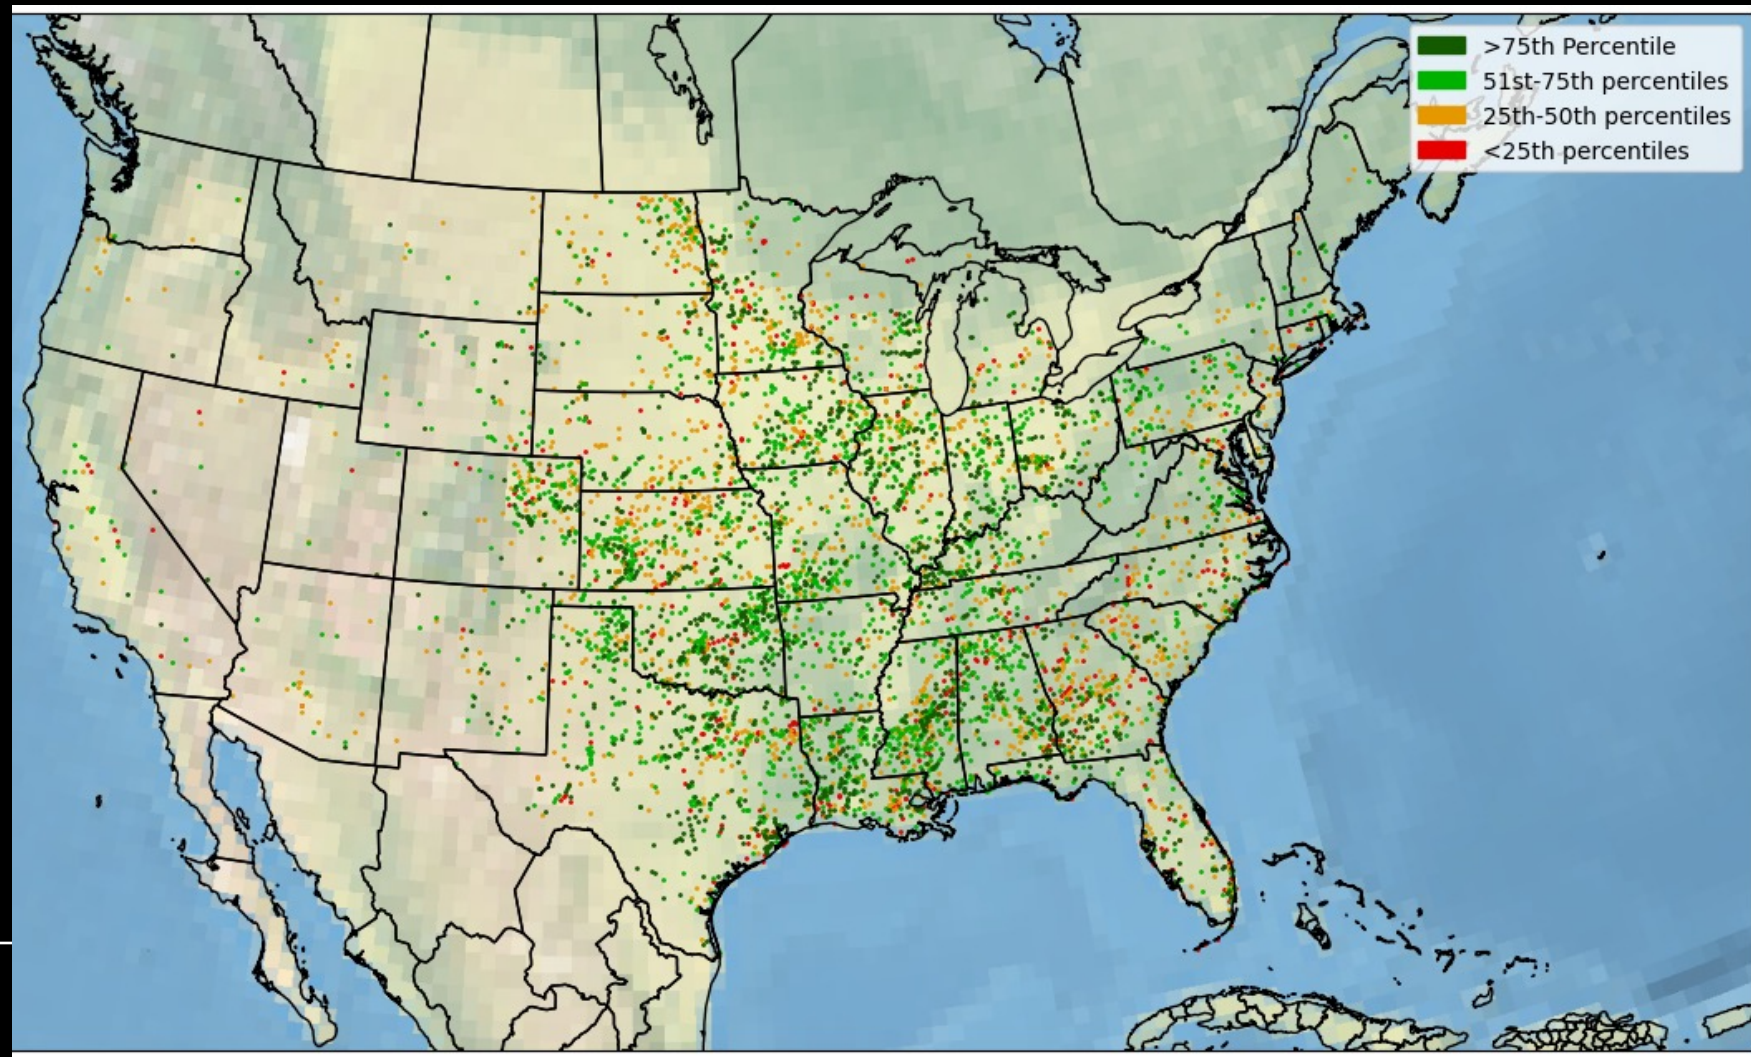 >75th Percentile
51st-75th percentiles
25th-50th percentiles
<25th percentiles